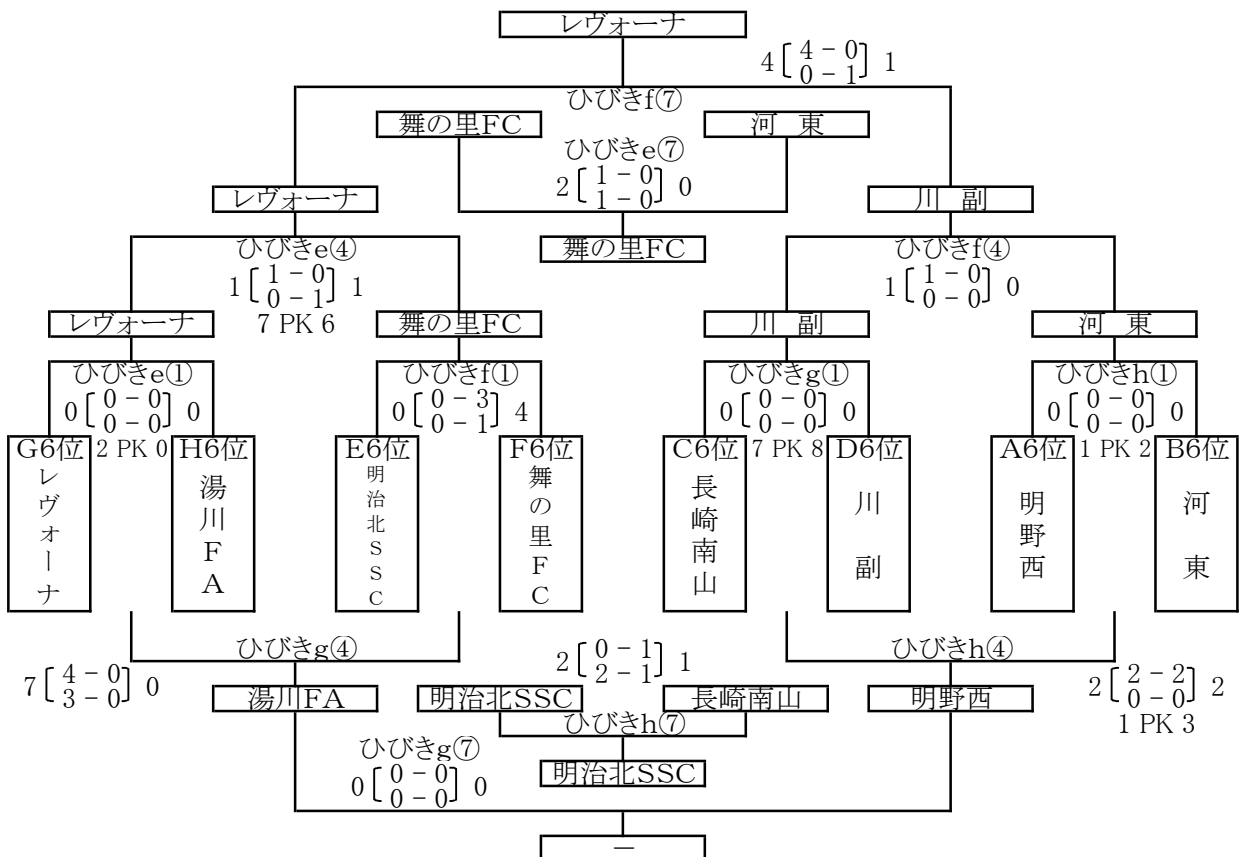 レヴォーナ
4 [ 4 - 0 ] 1
0 - 1
ひびきf⑦
舞の里FC 河 東
ひびきe⑦
2 [ 1 - 0 ] 0
1 - 0
レヴォーナ 川 副
舞の里FC
ひびきe④ ひびきf④
1 [ 1 - 0 ] 1 1 [ 1 - 0 ] 0
0 - 1 0 - 0
7 PK 6
レヴォーナ 舞の里FC 川 副 河 東
ひびきe① ひびきf① ひびきg① ひびきh①
0 [ 0 - 0 ] 0 0 [ 0 - 3 ] 4 0 [ 0 - 0 ] 0 0 [ 0 - 0 ] 0
0 - 0 0 - 1 0 - 0 0 - 0
G6位 2 PK 0 H6位 E6位 F6位 C6位 7 PK 8 D6位 A6位 1 PK 2 B6位
レヴォーナ
湯川FA
明治北SSC
舞の里FC
長崎南山
川副
明野西
河東
ひびきg④ ひびきh④
7 [ 4 - 0 ] 0 2 [ 0 - 1 ] 1 2 [ 2 - 2 ] 2
3 - 0 2 - 1 0 - 0
1 PK 3
湯川FA 明治北SSC 長崎南山 明野西
ひびきh⑦
ひびきg⑦
0 [ 0 - 0 ] 0
0 - 0
明治北SSC
ー